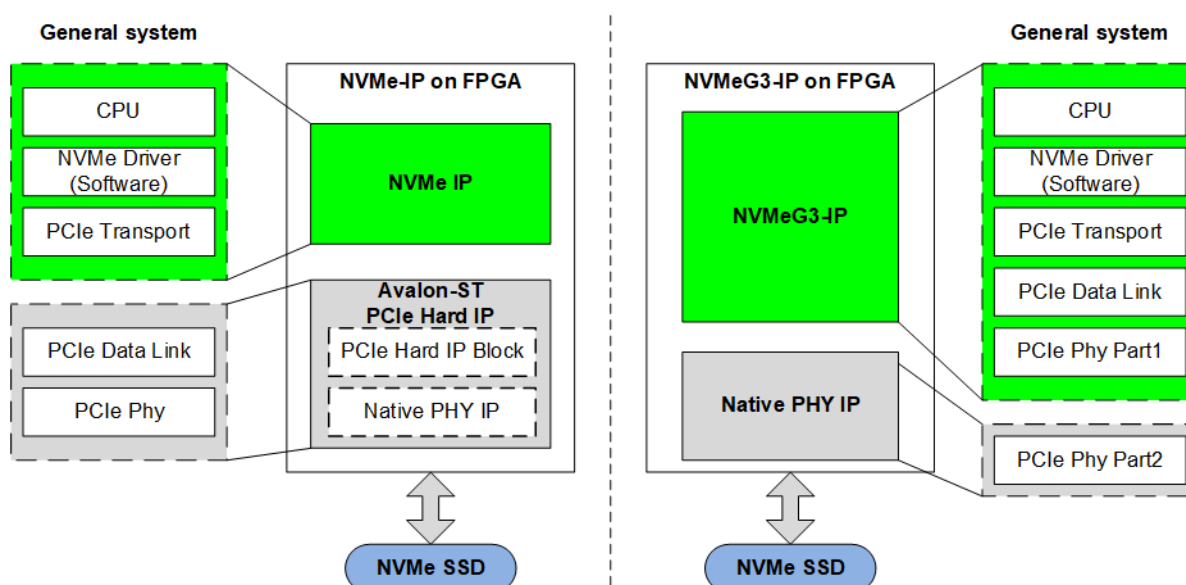 General system
CPU
NVMe Driver
(Software)
PCIe Transport
PCIe Data Link
PCIe Phy
NVMe-IP on FPGA
NVMe IP
Avalon-ST
PCIe Hard IP
PCIe Hard IP Block
Native PHY IP
NVMe SSD
NVMeG3-IP on FPGA
NVMeG3-IP
Native PHY IP
NVMe SSD
General system
CPU
NVMe Driver
(Software)
PCIe Transport
PCIe Data Link
PCIe Phy Part1
PCIe Phy Part2